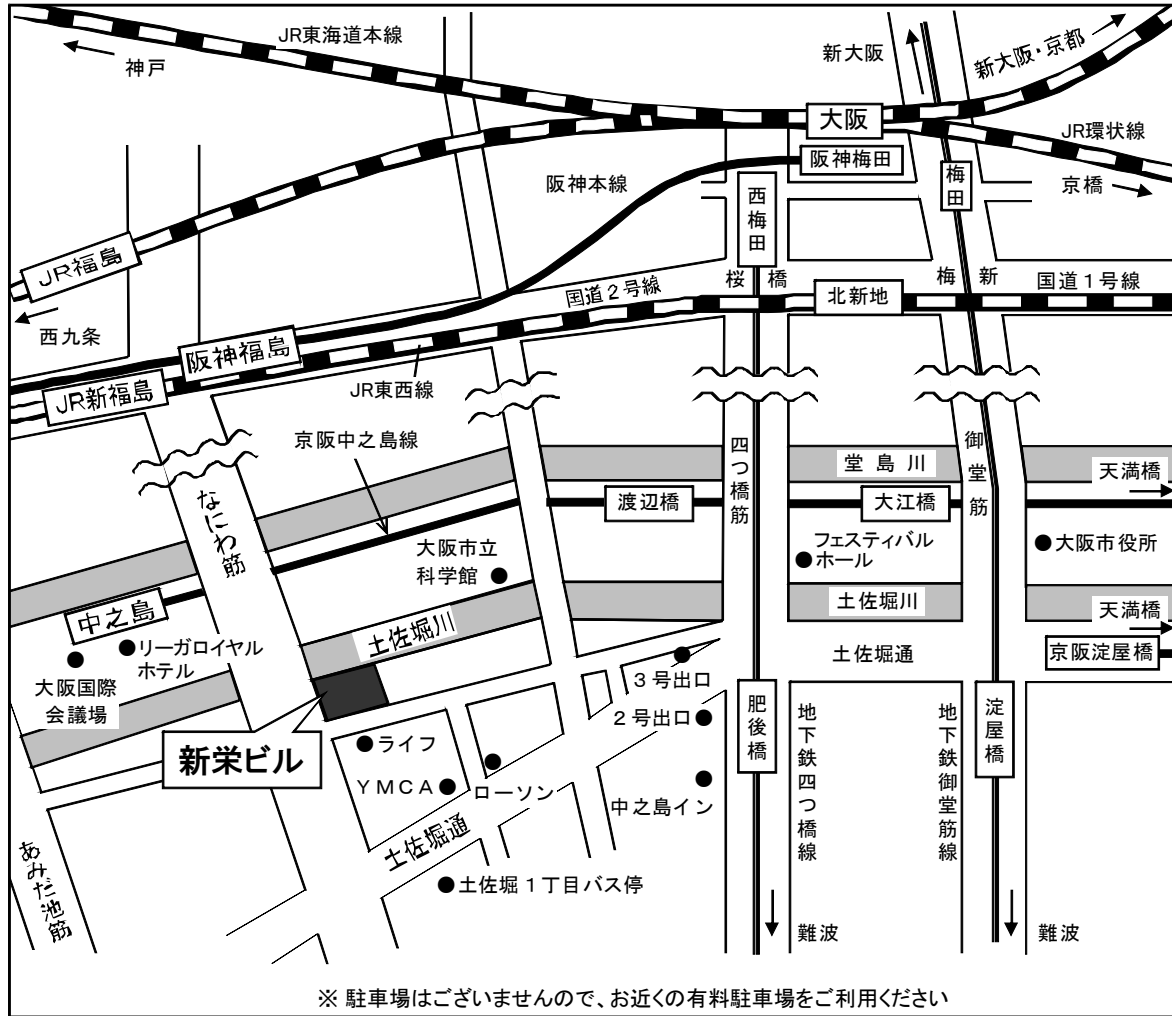 JR東海道本線
神戸
新大阪
新大阪・京都
大阪
JR環状線
阪神梅田
京橋
梅田
阪神本線
西梅田
JR福島
西九条
国道2号線
桜橋
北新地
梅新
国道1号線
阪神福島
JR新福島
JR東西線
京阪中之島線
なにわ筋
四つ橋筋
堂島川
御堂筋
天満橋
渡辺橋
大江橋
大阪市立
科学館
フェスティバル
ホール
大阪市役所
中之島
土佐堀川
土佐堀川
天満橋
リーガロイヤル
ホテル
大阪国際
会議場
3号出口
土佐堀通
京阪淀屋橋
2号出口
肥後橋
淀屋橋
新栄ビル
ライフ
YMCA
ローソン
中之島イン
地下鉄四つ橋線
地下鉄御堂筋線
土佐堀通
土佐堀1丁目バス停
あみだ池筋
難波
難波
※ 駐車場はございませんので、お近くの有料駐車場をご利用ください